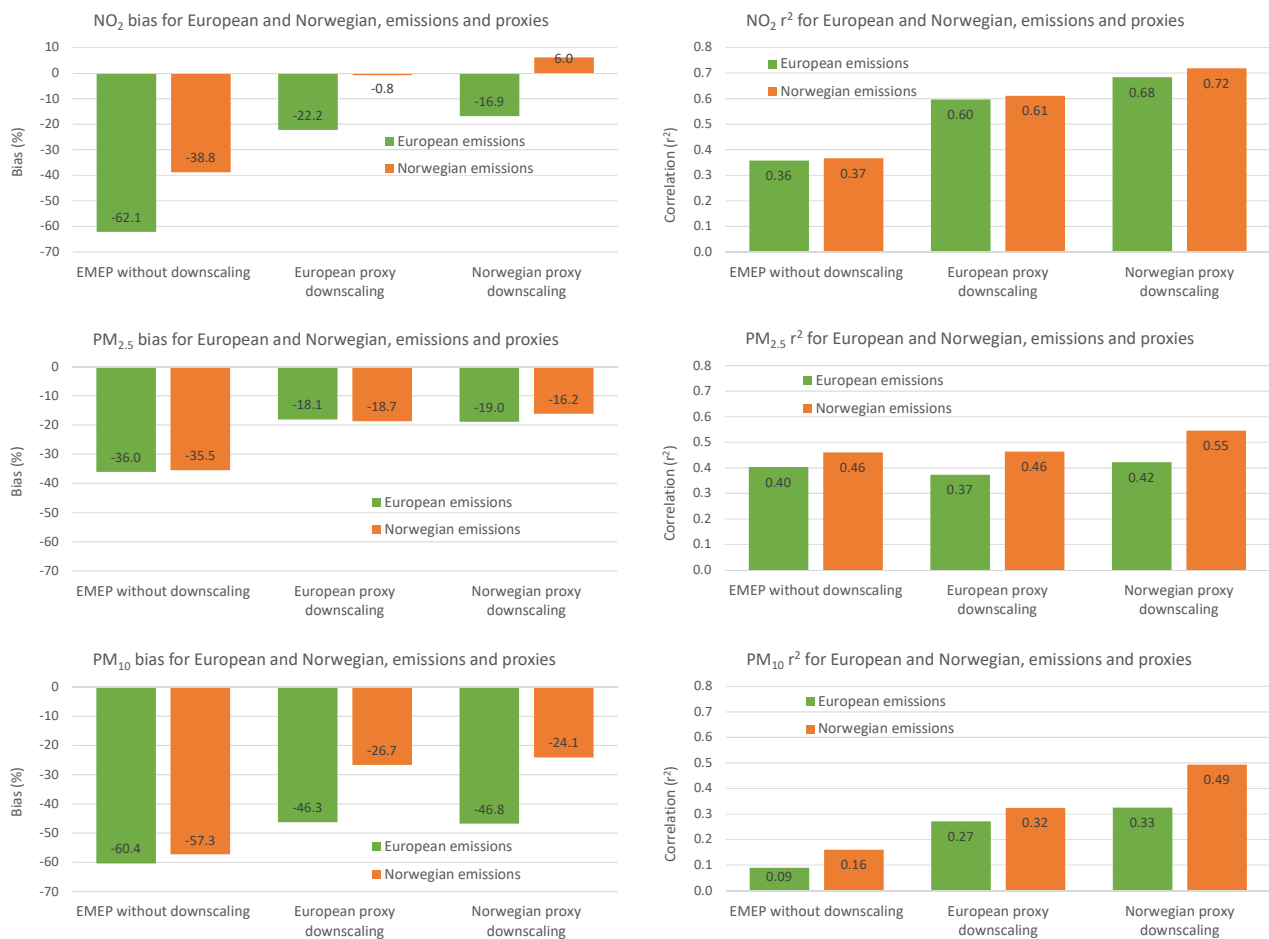 NO2 bias for European and Norwegian, emissions and proxies
10
0
-10
-20
-30
-40
-50
-60
-70
Bias (%)
-62.1
-38.8
-22.2
-0.8
-16.9
6.0
European emissions
Norwegian emissions
EMEP without downscaling
European proxy
downscaling
Norwegian proxy
downscaling
NO2 r2 for European and Norwegian, emissions and proxies
0.8
0.7
0.6
0.5
0.4
0.3
0.2
0.1
0.0
Correlation (r2)
European emissions
Norwegian emissions
0.36
0.37
0.60
0.61
0.68
0.72
EMEP without downscaling
European proxy
downscaling
Norwegian proxy
downscaling
PM2.5 bias for European and Norwegian, emissions and proxies
0
-10
-20
-30
-40
-50
-60
-70
Bias (%)
-36.0
-35.5
-18.1
-18.7
-19.0
-16.2
European emissions
Norwegian emissions
EMEP without downscaling
European proxy
downscaling
Norwegian proxy
downscaling
PM2.5 r2 for European and Norwegian, emissions and proxies
0.8
0.7
0.6
0.5
0.4
0.3
0.2
0.1
0.0
Correlation (r2)
European emissions
Norwegian emissions
0.40
0.46
0.37
0.46
0.42
0.55
EMEP without downscaling
European proxy
downscaling
Norwegian proxy
downscaling
PM10 bias for European and Norwegian, emissions and proxies
0
-10
-20
-30
-40
-50
-60
-70
Bias (%)
-60.4
-57.3
-46.3
-26.7
-46.8
-24.1
European emissions
Norwegian emissions
EMEP without downscaling
European proxy
downscaling
Norwegian proxy
downscaling
PM10 r2 for European and Norwegian, emissions and proxies
0.8
0.7
0.6
0.5
0.4
0.3
0.2
0.1
0.0
Correlation (r2)
European emissions
Norwegian emissions
0.09
0.16
0.27
0.32
0.33
0.49
EMEP without downscaling
European proxy
downscaling
Norwegian proxy
downscaling